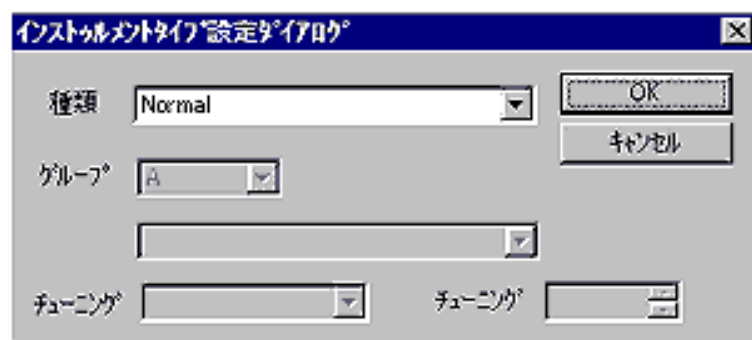 インストゥルメントタイプ設定ダイアログ
種類 Normal OK
キャンセル
グループ A
チューニング チューニング